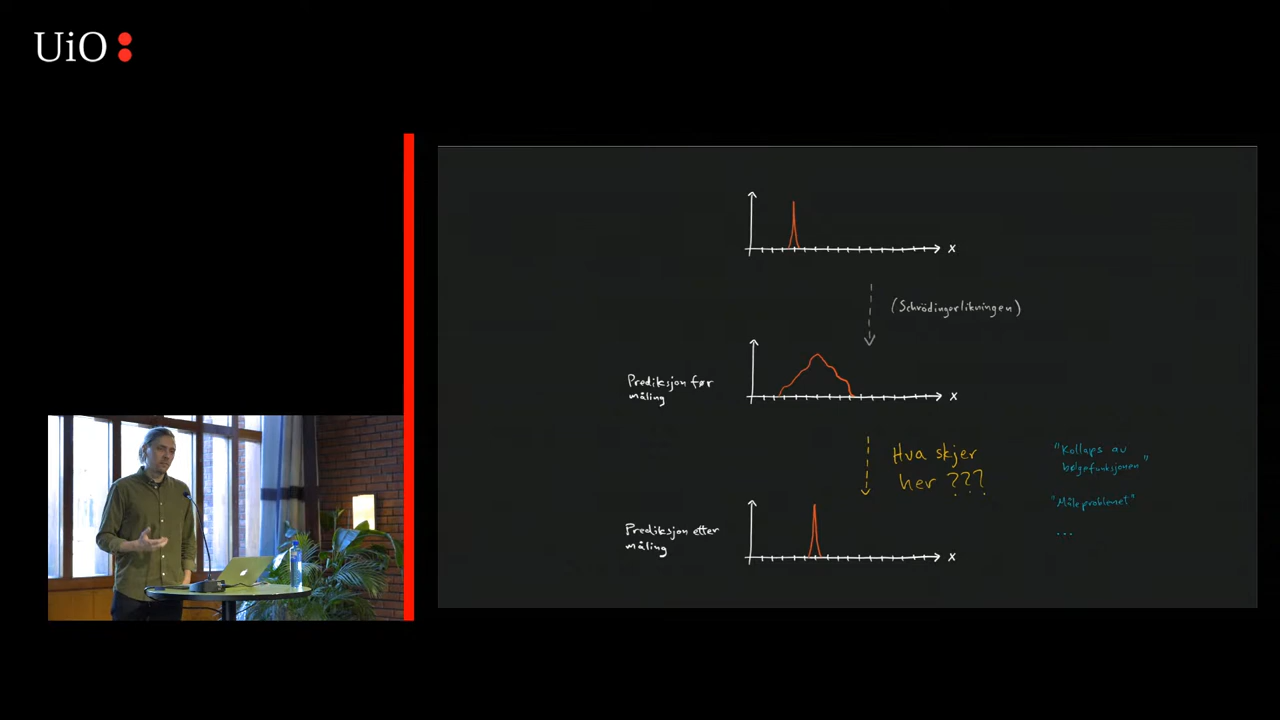 UiO:
x
(Schrödingerlikningen)
Prediksjon før
måling
x
Hva skjer
her ???
"Kollaps av
bølgefunksjonen"
"Måleproblemet"
...
Prediksjon etter
måling
x